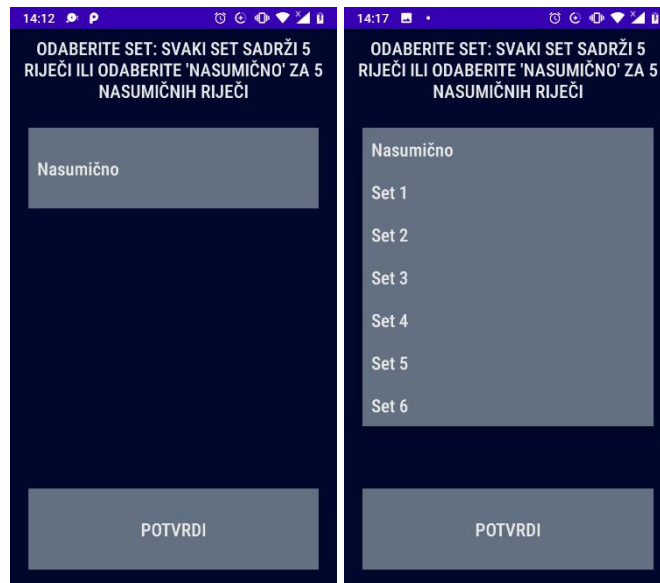 14:12
ODABERITE SET: SVAKI SET SADRŽI 5
RIJEČI ILI ODABERITE 'NASUMIČNO' ZA 5
NASUMIČNIH RIJEČI
Nasumično
POTVRDI
14:17
ODABERITE SET: SVAKI SET SADRŽI 5
RIJEČI ILI ODABERITE 'NASUMIČNO' ZA 5
NASUMIČNIH RIJEČI
Nasumično
Set 1
Set 2
Set 3
Set 4
Set 5
Set 6
POTVRDI